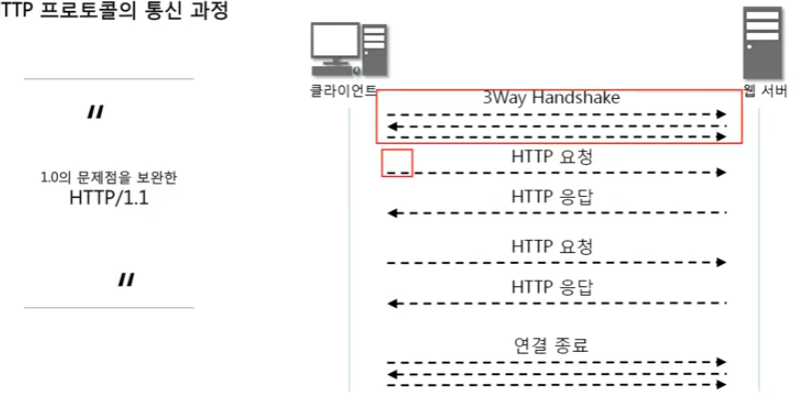 TTP 프로토콜의 통신 과정
클라이언트
웹 서버
3Way Handshake
"
1.0의 문제점을 보완한
HTTP/1.1
"
HTTP 요청
HTTP 응답
HTTP 요청
HTTP 응답
연결 종료